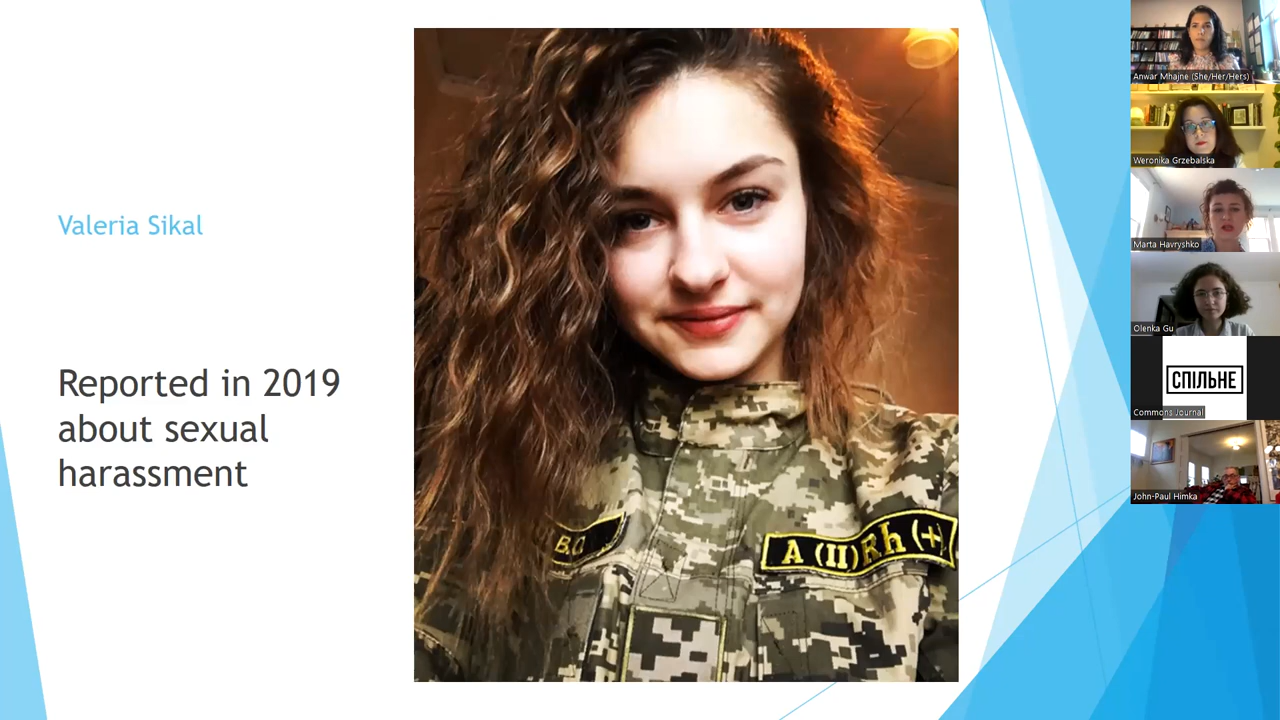 Valeria Sikal
Reported in 2019
about sexual
harassment
A (II) Rh (+)
Anwar Mhajne (She/Her/Hers)
Weronika Grzebalska
Marta Havryshko
Olenka Gu
СПІЛЬНЕ
Commons Journal
John-Paul Himka